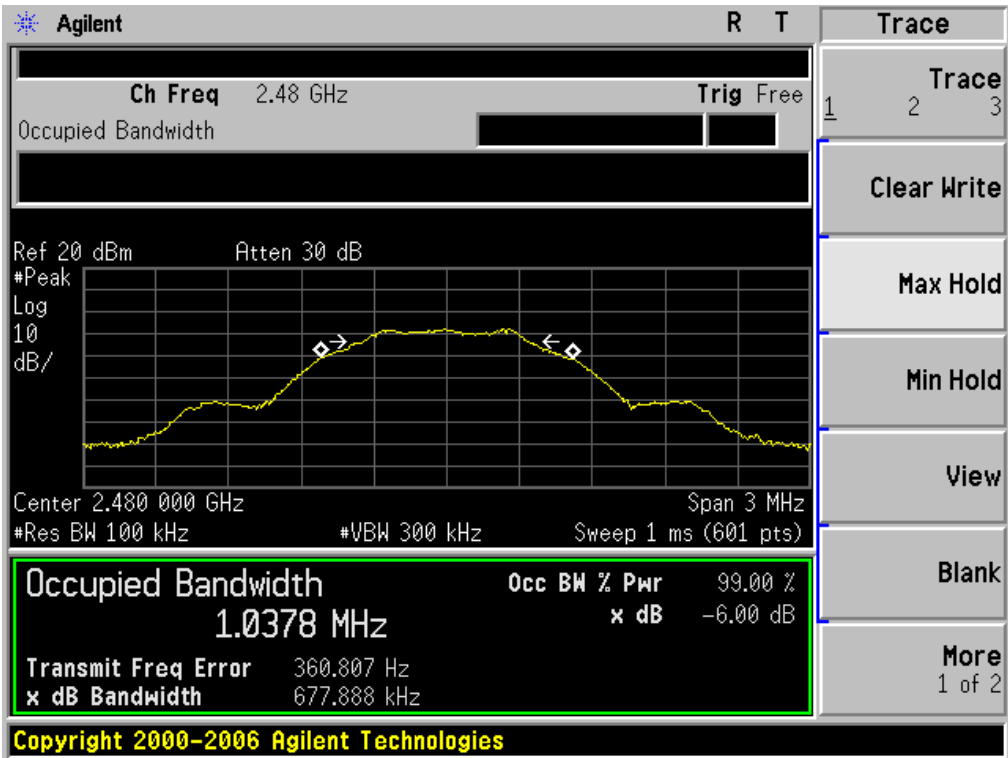 Agilent R T Trace
Ch Freq 2.48 GHz Trig Free
Occupied Bandwidth
Trace
1 2 3
Clear Write
Max Hold
Min Hold
View
Blank
More
1 of 2
Ref 20 dBm Atten 30 dB
#Peak
Log
10
dB/
Center 2.480 000 GHz Span 3 MHz
#Res BW 100 kHz #VBW 300 kHz Sweep 1 ms (601 pts)
Occupied Bandwidth Occ BW % Pwr 99.00 %
1.0378 MHz x dB -6.00 dB
Transmit Freq Error 360.807 Hz
x dB Bandwidth 677.888 kHz
Copyright 2000-2006 Agilent Technologies